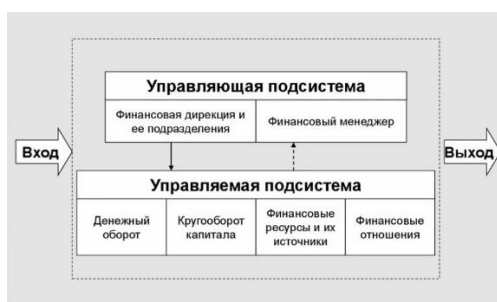 Управляющая подсистема
Финансовая дирекция и
ее подразделения
Финансовый менеджер
Вход
Выход
Управляемая подсистема
Денежный
оборот
Кругооборот
капитала
Финансовые
ресурсы и их
источники
Финансовые
отношения